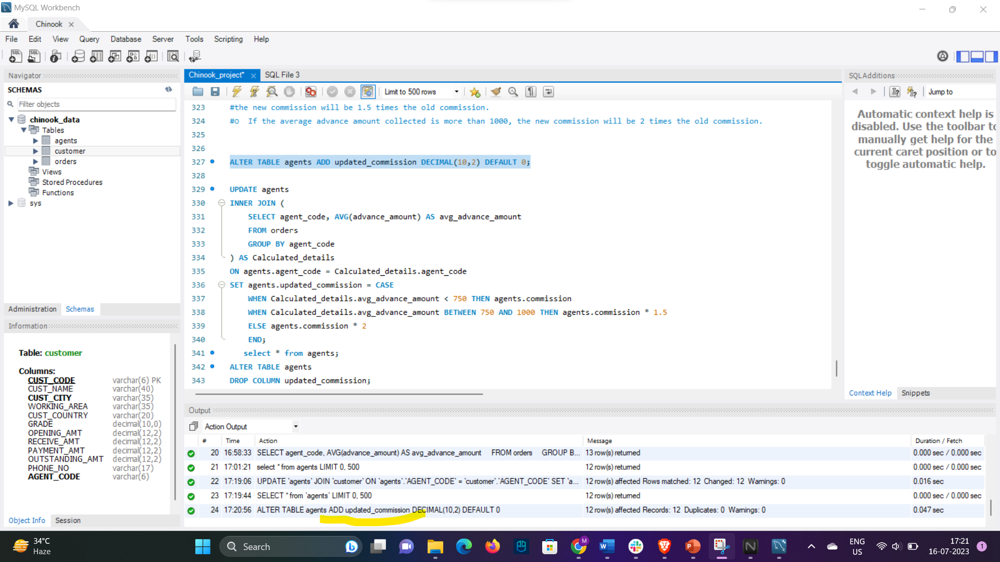 MySQL Workbench
Chinook
File Edit View Query Database Server Tools Scripting Help
Navigator
SCHEMAS
Filter objects
chinook_data
Tables
agents
customer
orders
Views
Stored Procedures
Functions
sys
Administration Schemas
Information
Table: customer
Columns:
CUST_CODE varchar(6) PK
CUST_NAME varchar(40)
CUST_CITY varchar(35)
WORKING_AREA varchar(35)
CUST_COUNTRY varchar(20)
GRADE decimal(10,0)
OPENING_AMT decimal(12,2)
RECEIVE_AMT decimal(12,2)
PAYMENT_AMT decimal(12,2)
OUTSTANDING_AMT decimal(12,2)
PHONE_NO varchar(17)
AGENT_CODE varchar(6)
Object Info Session
Chinook_project* SQL File 3
Limit to 500 rows
323 #the new commission will be 1.5 times the old commission.
324 #o If the average advance amount collected is more than 1000, the new commission will be 2 times the old commission.
325
326
327 ALTER TABLE agents ADD updated_commission DECIMAL(10,2) DEFAULT 0;
328
329 UPDATE agents
330 INNER JOIN (
331 SELECT agent_code, AVG(advance_amount) AS avg_advance_amount
332 FROM orders
333 GROUP BY agent_code
334 ) AS Calculated_details
335 ON agents.agent_code = Calculated_details.agent_code
336 SET agents.updated_commission = CASE
337 WHEN Calculated_details.avg_advance_amount < 750 THEN agents.commission
338 WHEN Calculated_details.avg_advance_amount BETWEEN 750 AND 1000 THEN agents.commission * 1.5
339 ELSE agents.commission * 2
340 END;
341 select * from agents;
342 ALTER TABLE agents
343 DROP COLUMN updated_commission;
SQLAdditions
Jump to
Automatic context help is
disabled. Use the toolbar to
manually get help for the
current caret position or to
toggle automatic help.
Context Help Snippets
Output
Action Output
# Time Action Message Duration / Fetch
20 16:58:33 SELECT agent_code, AVG(advance_amount) AS avg_advance_amount FROM orders GROUP B... 13 row(s) returned 0.000 sec / 0.000 sec
21 17:01:21 select * from agents LIMIT 0, 500 12 row(s) returned 0.000 sec / 0.000 sec
22 17:19:06 UPDATE `agents` JOIN `customer` ON `agents`.`AGENT_CODE` = `customer`.`AGENT_CODE` SET `a... 12 row(s) affected Rows matched: 12 Changed: 12 Warnings: 0 0.016 sec
23 17:19:44 SELECT * from `agents` LIMIT 0, 500 12 row(s) returned 0.000 sec / 0.000 sec
24 17:20:56 ALTER TABLE agents ADD updated_commission DECIMAL(10,2) DEFAULT 0 12 row(s) affected Records: 12 Duplicates: 0 Warnings: 0 0.047 sec
34°C
Haze
Search
ENG
US
17:21
16-07-2023
1